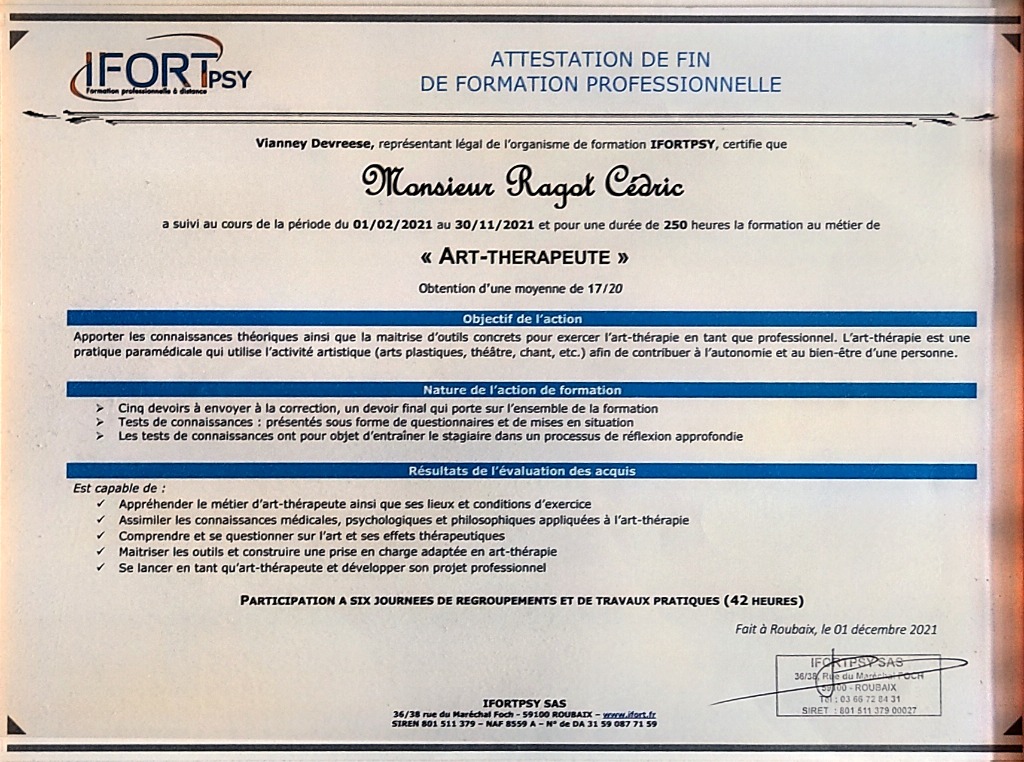 IFORTPSY
Formation professionnelle à distance
ATTESTATION DE FIN
DE FORMATION PROFESSIONNELLE
Vianney Devreese, représentant légal de l'organisme de formation IFORTPSY, certifie que
Monsieur Ragot Cédric
a suivi au cours de la période du 01/02/2021 au 30/11/2021 et pour une durée de 250 heures la formation au métier de
« ART-THERAPEUTE »
Obtention d'une moyenne de 17/20
Objectif de l'action
Apporter les connaissances théoriques ainsi que la maitrise d'outils concrets pour exercer l'art-thérapie en tant que professionnel. L'art-thérapie est une
pratique paramédicale qui utilise l'activité artistique (arts plastiques, théâtre, chant, etc.) afin de contribuer à l'autonomie et au bien-être d'une personne.
Nature de l'action de formation
➢ Cinq devoirs à envoyer à la correction, un devoir final qui porte sur l'ensemble de la formation
➢ Tests de connaissances : présentés sous forme de questionnaires et de mises en situation
➢ Les tests de connaissances ont pour objet d'entraîner le stagiaire dans un processus de réflexion approfondie
Résultats de l'évaluation des acquis
Est capable de :
✓ Appréhender le métier d'art-thérapeute ainsi que ses lieux et conditions d'exercice
✓ Assimiler les connaissances médicales, psychologiques et philosophiques appliquées à l'art-thérapie
✓ Comprendre et se questionner sur l'art et ses effets thérapeutiques
✓ Maitriser les outils et construire une prise en charge adaptée en art-thérapie
✓ Se lancer en tant qu'art-thérapeute et développer son projet professionnel
PARTICIPATION A SIX JOURNEES DE REGROUPEMENTS ET DE TRAVAUX PRATIQUES (42 HEURES)
Fait à Roubaix, le 01 décembre 2021
IFORTPSY SAS
36/38, Rue du Maréchal FOCH
59100 - ROUBAIX
Tél : 03 66 72 84 31
SIRET : 801 511 379 00027
IFORTPSY SAS
36/38 rue du Maréchal Foch - 59100 ROUBAIX – www.ifort.fr
SIREN 801 511 379 – NAF 8559 A – N° de DA 31 59 087 71 59